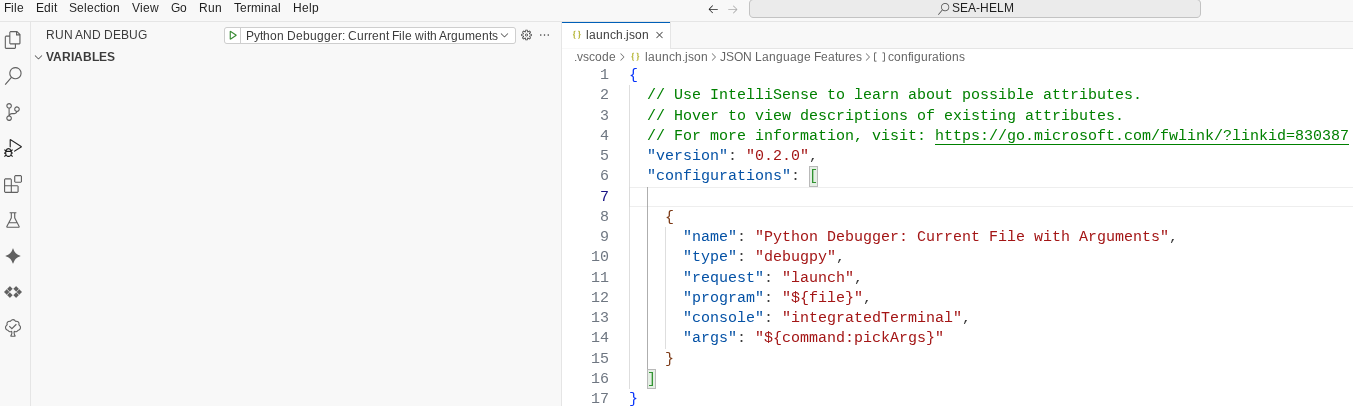 File Edit Selection View Go Run Terminal Help
SEA-HELM
RUN AND DEBUG
Python Debugger: Current File with Arguments
VARIABLES
launch.json
.vscode > launch.json > JSON Language Features > [ ] configurations
1 {
2 // Use IntelliSense to learn about possible attributes.
3 // Hover to view descriptions of existing attributes.
4 // For more information, visit: https://go.microsoft.com/fwlink/?linkid=830387
5 "version": "0.2.0",
6 "configurations": [
7
8 {
9 "name": "Python Debugger: Current File with Arguments",
10 "type": "debugpy",
11 "request": "launch",
12 "program": "${file}",
13 "console": "integratedTerminal",
14 "args": "${command:pickArgs}"
15 }
16 ]
17 }